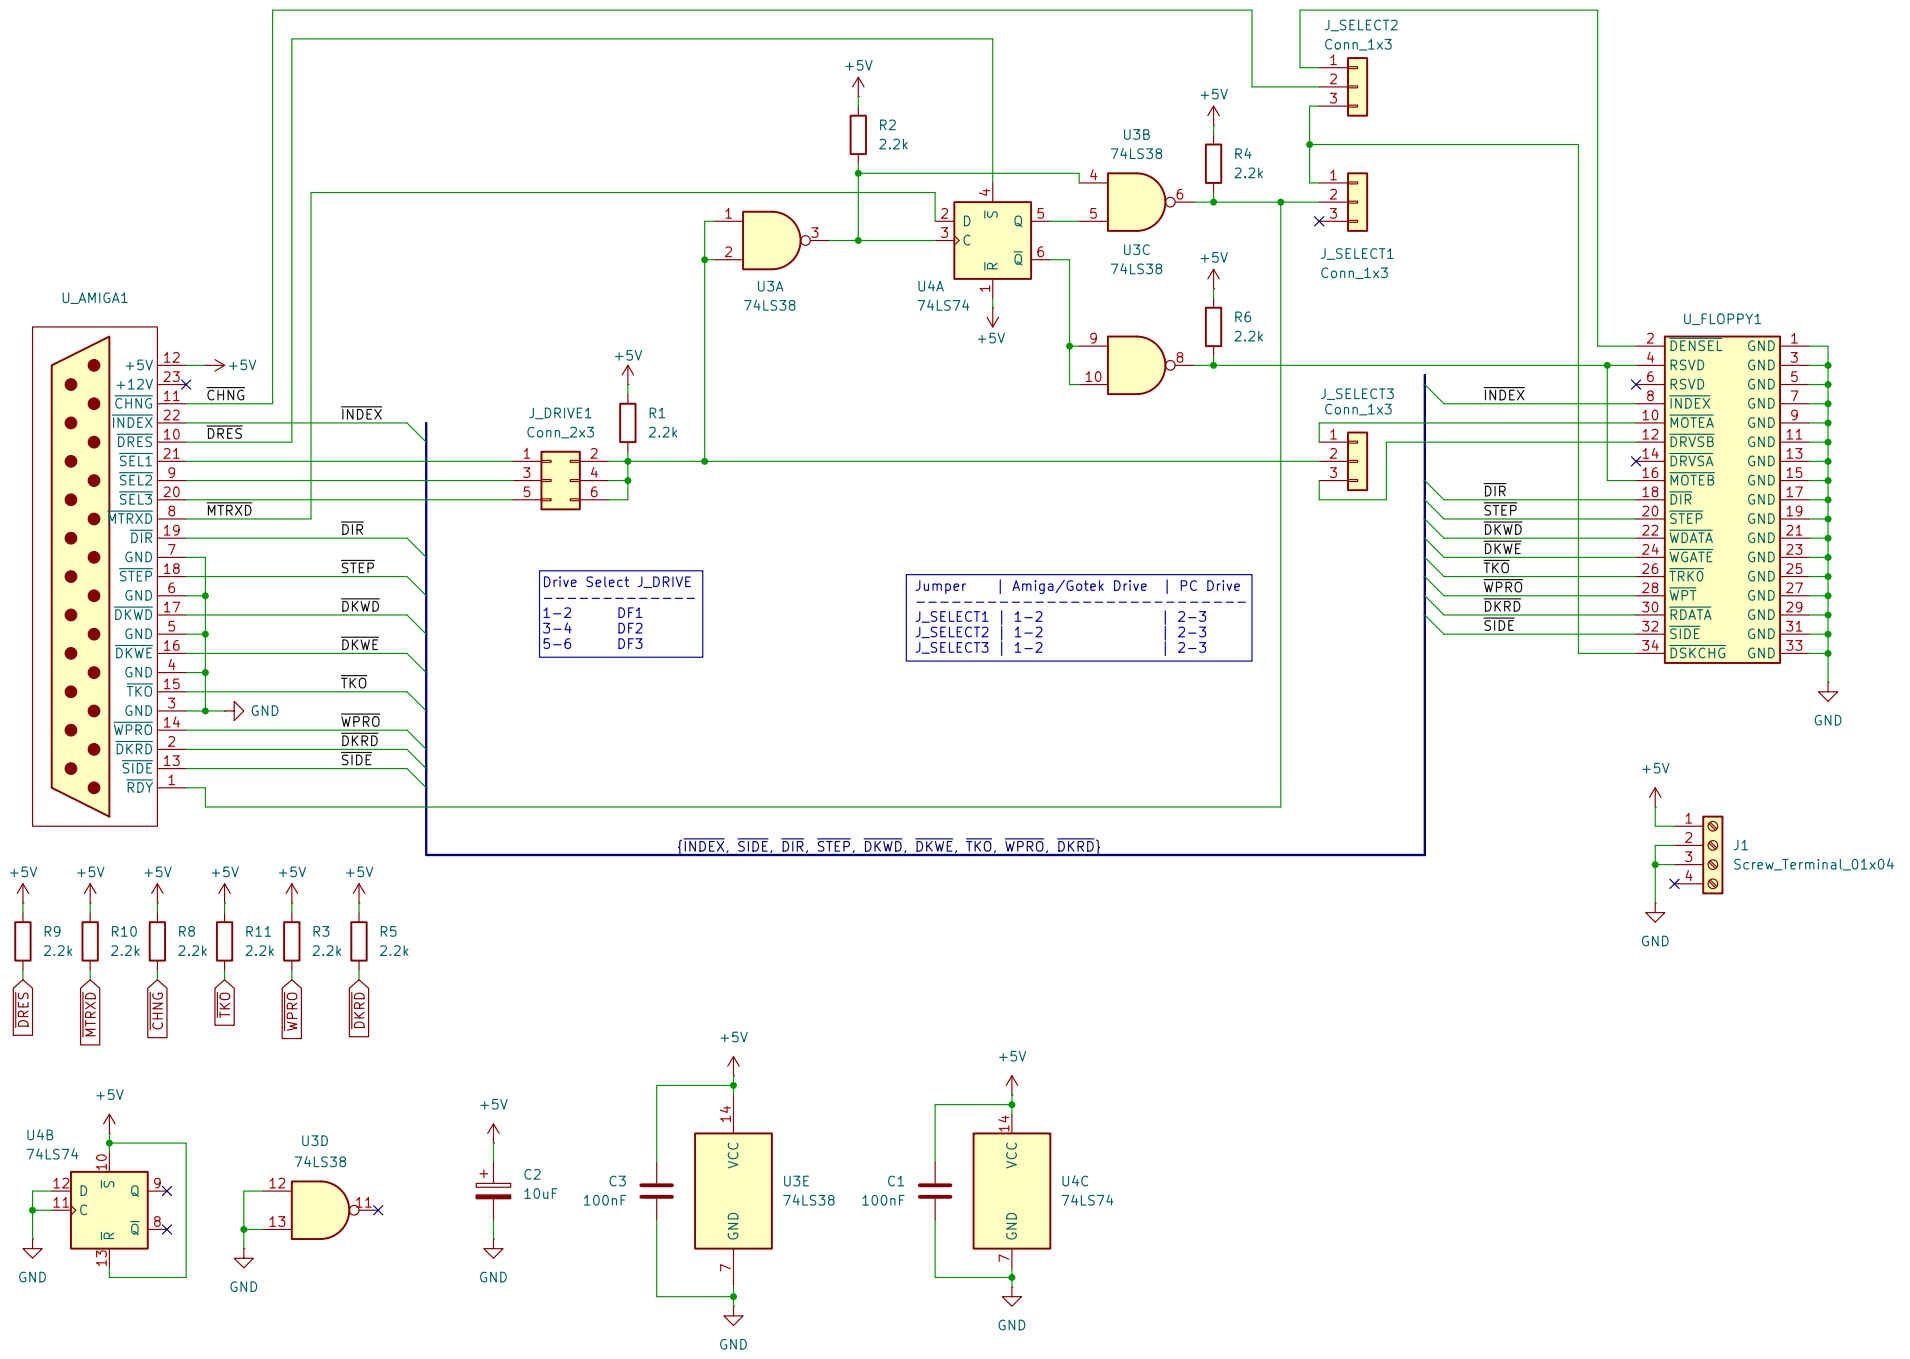 J_SELECT2
Conn_1x3
1
2
3
+5V
R2
2.2k
+5V
R4
2.2k
U3B
74LS38
4
5
6
1
2
3
J_SELECT1
Conn_1x3
1
2
3
U3A
74LS38
4
2 D
3 C
S
R
Q 5
Q 6
1
U4A
74LS74
+5V
U3C
74LS38
9
10
8
+5V
R6
2.2k
U_AMIGA1
+5V 12
+5V
+12V 23
CHNG 11
CHNG
INDEX 22
INDEX
DRES 10
DRES
SEL1 21
SEL2 9
SEL3 20
MTRXD 8
MTRXD
DIR 19
DIR
GND 7
STEP 18
STEP
GND 6
DKWD 17
DKWD
GND 5
DKWE 16
DKWE
GND 4
TKO 15
TKO
GND 3
GND
WPRO 14
WPRO
DKRD 2
DKRD
SIDE 13
SIDE
RDY 1
+5V
R1
2.2k
J_DRIVE1
Conn_2x3
1 2
3 4
5 6
J_SELECT3
Conn_1x3
1
2
3
U_FLOPPY1
2 DENSEL GND 1
4 RSVD GND 3
6 RSVD GND 5
INDEX
8 INDEX GND 7
10 MOTEA GND 9
12 DRVSB GND 11
14 DRVSA GND 13
16 MOTEB GND 15
DIR
18 DIR GND 17
STEP
20 STEP GND 19
DKWD
22 WDATA GND 21
DKWE
24 WGATE GND 23
TKO
26 TRK0 GND 25
WPRO
28 WPT GND 27
DKRD
30 RDATA GND 29
SIDE
32 SIDE GND 31
34 DSKCHG GND 33
GND
Drive Select J_DRIVE
------------------
1-2 DF1
3-4 DF2
5-6 DF3
Jumper | Amiga/Gotek Drive | PC Drive
---------------------------------------
J_SELECT1 | 1-2 | 2-3
J_SELECT2 | 1-2 | 2-3
J_SELECT3 | 1-2 | 2-3
{INDEX, SIDE, DIR, STEP, DKWD, DKWE, TKO, WPRO, DKRD}
+5V
1
2
3
4
J1
Screw_Terminal_01x04
GND
+5V
R9
2.2k
DRES
+5V
R10
2.2k
MTRXD
+5V
R8
2.2k
CHNG
+5V
R11
2.2k
TKO
+5V
R3
2.2k
WPRO
+5V
R5
2.2k
DKRD
+5V
U4B
74LS74
10
12 D
11 C
S
R
Q 9
Q 8
13
GND
U3D
74LS38
12
13
11
GND
+5V
+
C2
10uF
GND
+5V
14
VCC
GND
7
C3
100nF
U3E
74LS38
GND
+5V
14
VCC
GND
7
C1
100nF
U4C
74LS74
GND